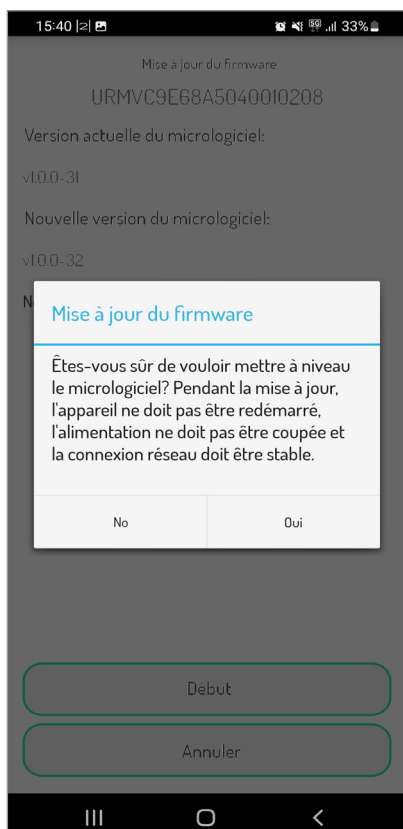 15:40 |2| 5G 33%
Mise à jour du firmware
URMVC9E68A5040010208
Version actuelle du micrologiciel:
v1.0.0-31
Nouvelle version du micrologiciel:
v1.0.0-32
Mise à jour du firmware
Êtes-vous sûr de vouloir mettre à niveau
le micrologiciel? Pendant la mise à jour,
l'appareil ne doit pas être redémarré,
l'alimentation ne doit pas être coupée et
la connexion réseau doit être stable.
No
Oui
Début
Annuler